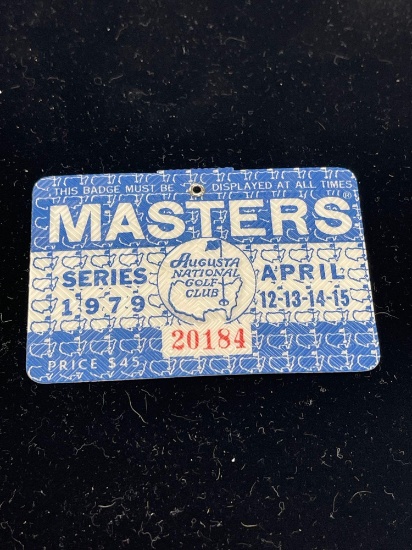 THIS BADGE MUST BE DISPLAYED AT ALL TIMES
MASTERS®
SERIES
1979
AUGUSTA
NATIONAL
GOLF
CLUB
APRIL
12-13-14-15
20184
PRICE $45